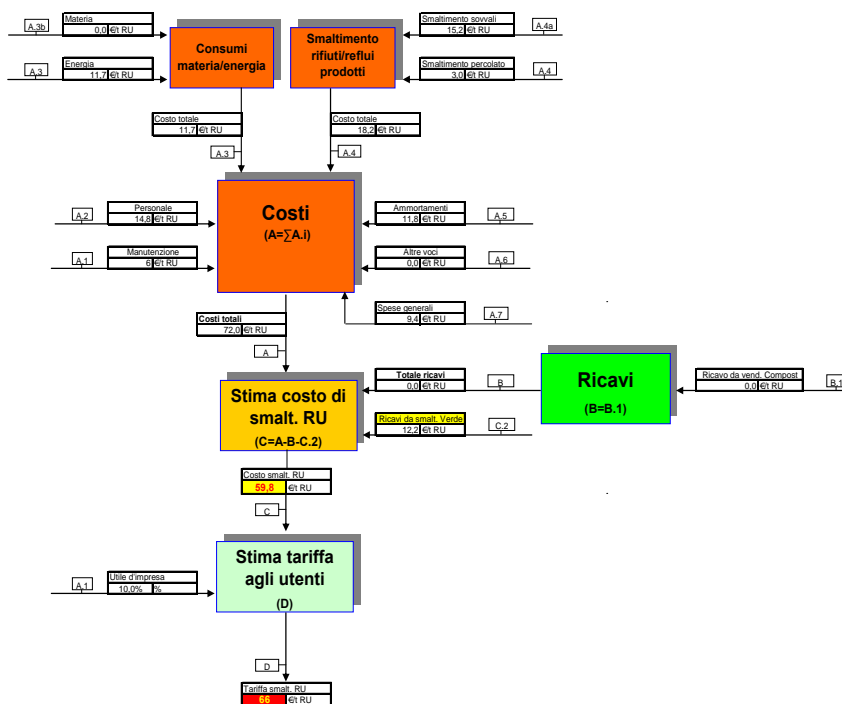 A.3b
Materia
0,0 €/t RU
A.3
Energia
11,7 €/t RU
Consumi
materia/energia
Smaltimento
rifiuti/reflui
prodotti
Smaltimento sovvali
15,2 €/t RU
A.4a
Smaltimento percolato
3,0 €/t RU
A.4
Costo totale
11,7 €/t RU
A.3
Costo totale
18,2 €/t RU
A.4
A.2
Personale
14,8 €/t RU
A.1
Manutenzione
6 €/t RU
Costi
(A=∑A.i)
Ammortamenti
11,8 €/t RU
A.5
Altre voci
0,0 €/t RU
A.6
Spese generali
9,4 €/t RU
A.7
Costi totali
72,0 €/t RU
A
Stima costo di
smalt. RU
(C=A-B-C.2)
Totale ricavi
0,0 €/t RU
B
Ricavi da smalt. Verde
12,2 €/t RU
C.2
Ricavi
(B=B.1)
Ricavo da vend. Compost
0,0 €/t RU
B.1
Costo smalt. RU
59,8 €/t RU
C
Stima tariffa
agli utenti
(D)
A.1
Utile d'impresa
10,0% %
D
Tariffa smalt. RU
66 €/t RU